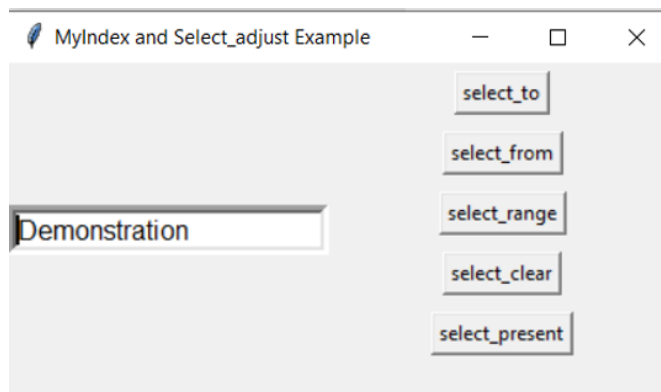 MyIndex and Select_adjust Example
select_to
select_from
select_range
Demonstration
select_clear
select_present